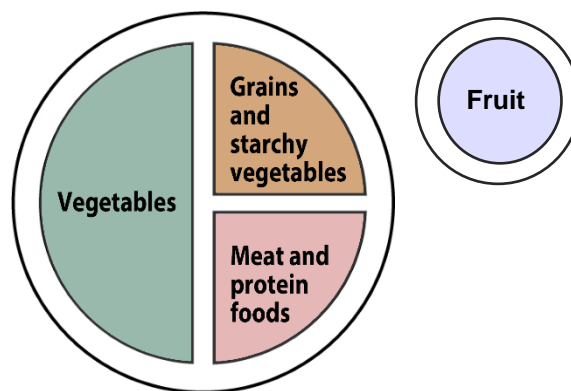 Vegetables
Grains
and
starchy
vegetables
Meat and
protein
foods
Fruit